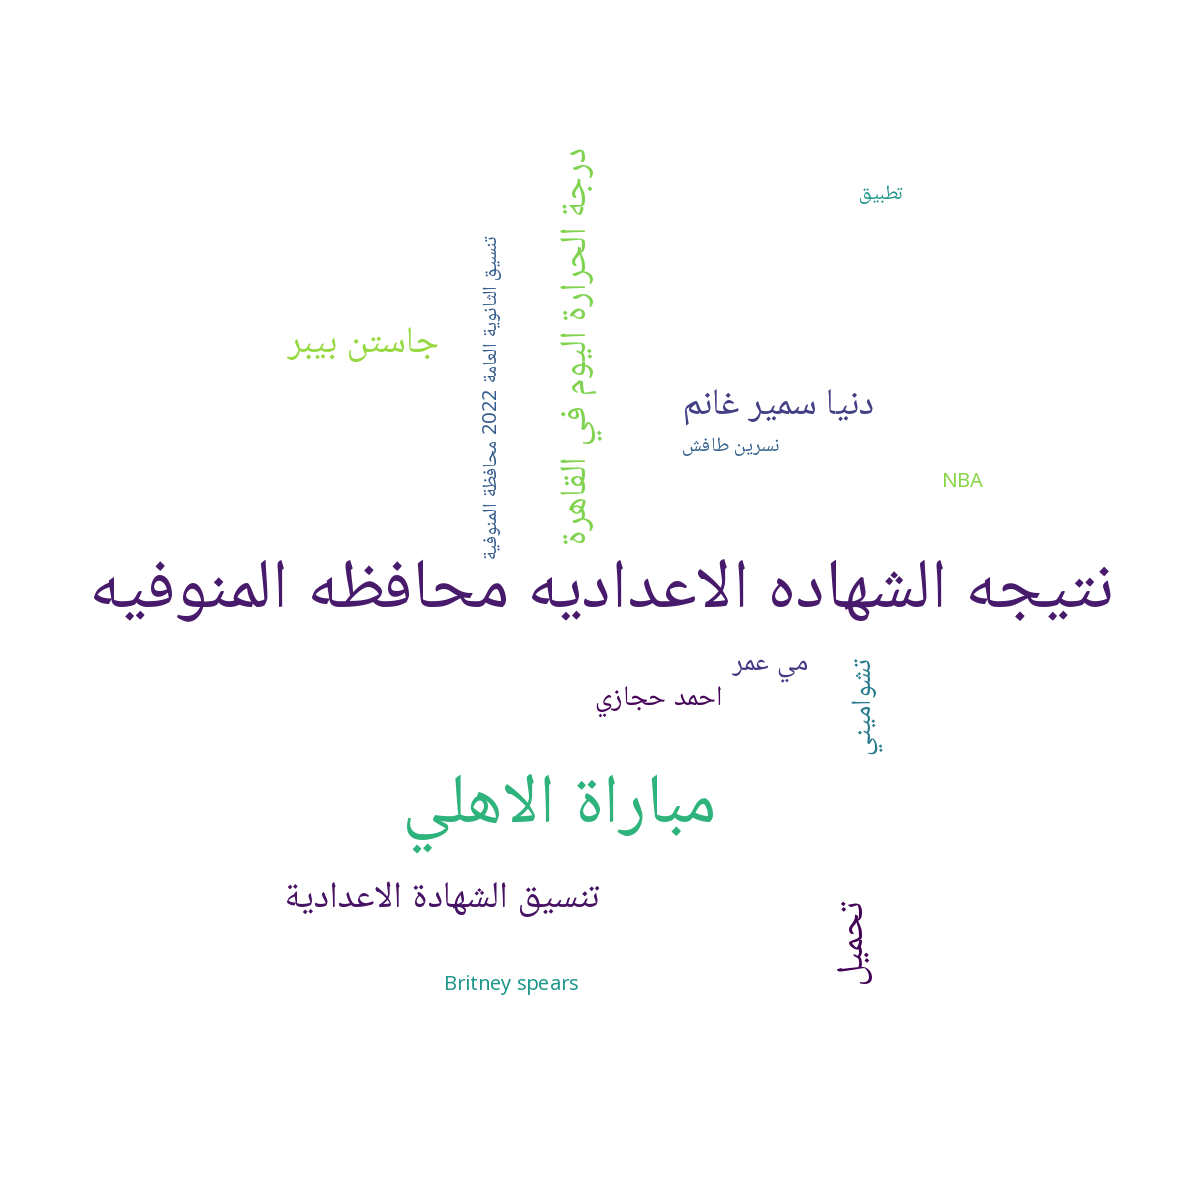 درجة الحرارة اليوم في القاهرة
تطبيق
تنسيق الثانوية العامة 2022 محافظة المنوفية
جاستن بيبر
دنيا سمير غانم
نسرين طافش
NBA
نتيجه الشهاده الاعداديه محافظه المنوفيه
مي عمر
تشواميني
احمد حجازي
مباراة الاهلي
تنسيق الشهادة الاعدادية
تحميل
Britney spears